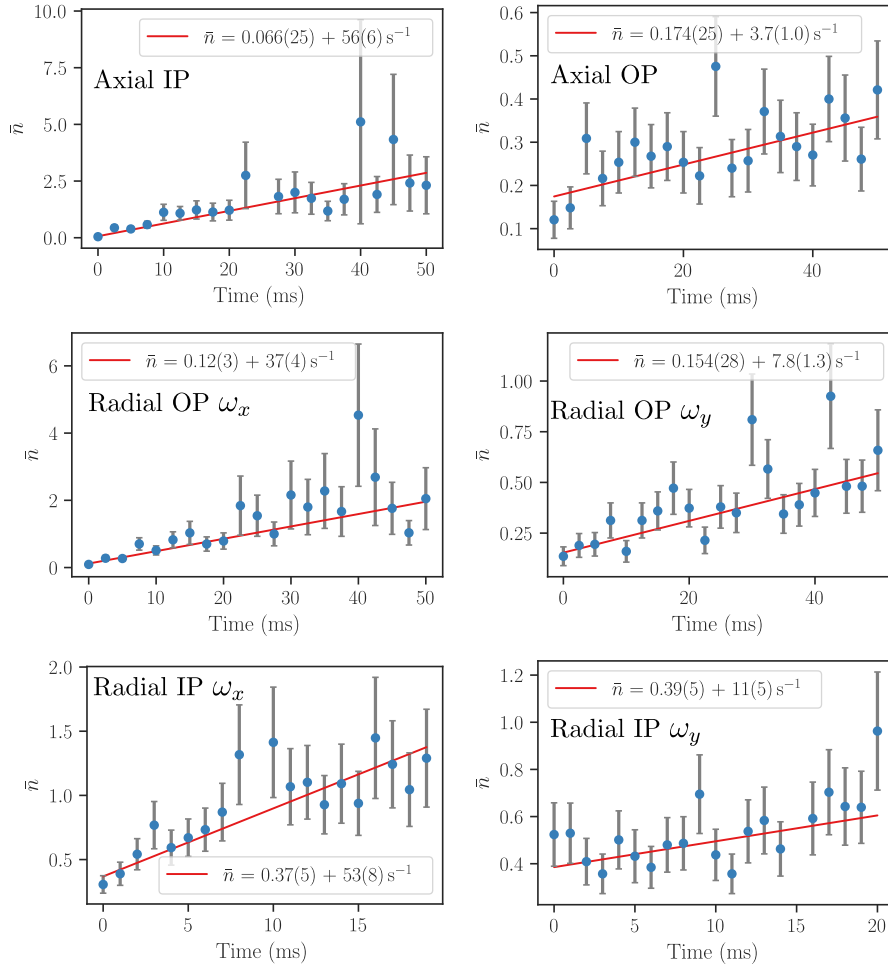 n̄ = 0.066(25) + 56(6) s⁻¹
Axial IP
10.0
7.5
5.0
2.5
0.0
n̄
0 10 20 30 40 50
Time (ms)
n̄ = 0.174(25) + 3.7(1.0) s⁻¹
Axial OP
0.6
0.5
0.4
0.3
0.2
0.1
n̄
0 20 40
Time (ms)
n̄ = 0.12(3) + 37(4) s⁻¹
Radial OP ωx
6
4
2
0
n̄
0 10 20 30 40 50
Time (ms)
n̄ = 0.154(28) + 7.8(1.3) s⁻¹
Radial OP ωy
1.00
0.75
0.50
0.25
n̄
0 20 40
Time (ms)
Radial IP ωx
2.0
1.5
1.0
0.5
n̄
n̄ = 0.37(5) + 53(8) s⁻¹
0 5 10 15
Time (ms)
n̄ = 0.39(5) + 11(5) s⁻¹
Radial IP ωy
1.2
1.0
0.8
0.6
0.4
n̄
0 5 10 15 20
Time (ms)